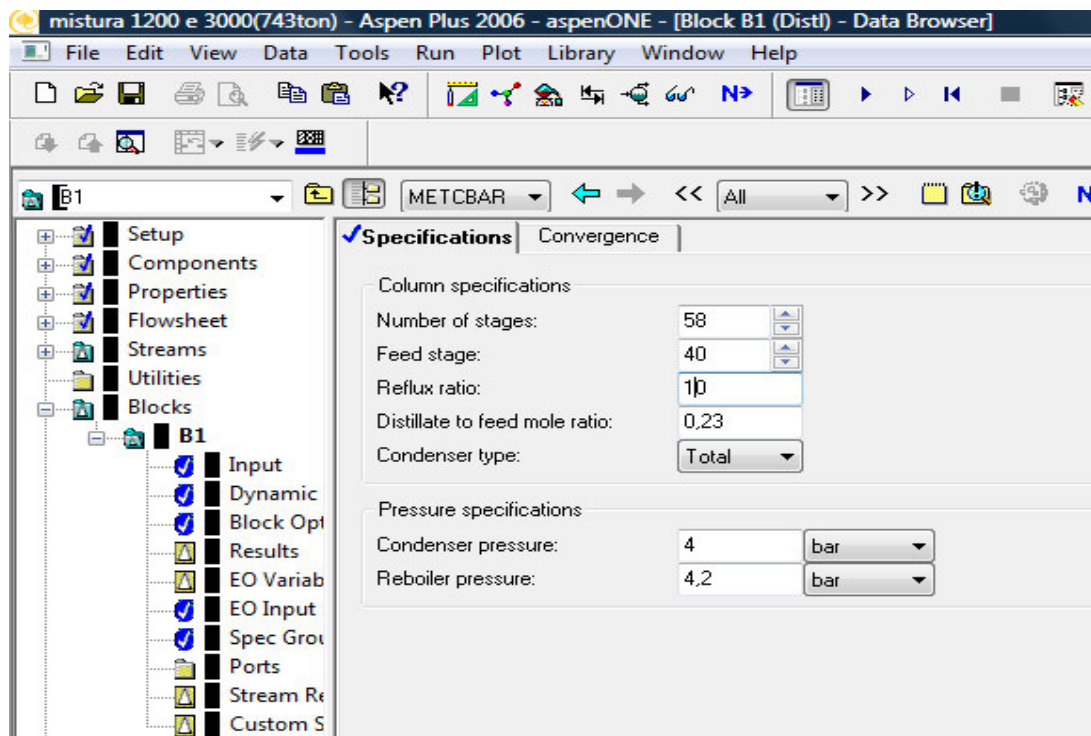 mistura 1200 e 3000(743ton) - Aspen Plus 2006 - aspenONE - [Block B1 (Distl) - Data Browser]
File Edit View Data Tools Run Plot Library Window Help
N
B1 METCBAR << All >> N
Specifications Convergence
Setup
Components
Properties
Flowsheet
Streams
Utilities
Blocks
B1
Input
Dynamic
Block Opt
Results
EO Variab
EO Input
Spec Grou
Ports
Stream Re
Custom S
Column specifications
Number of stages: 58
Feed stage: 40
Reflux ratio: 10
Distillate to feed mole ratio: 0,23
Condenser type: Total
Pressure specifications
Condenser pressure: 4 bar
Reboiler pressure: 4,2 bar